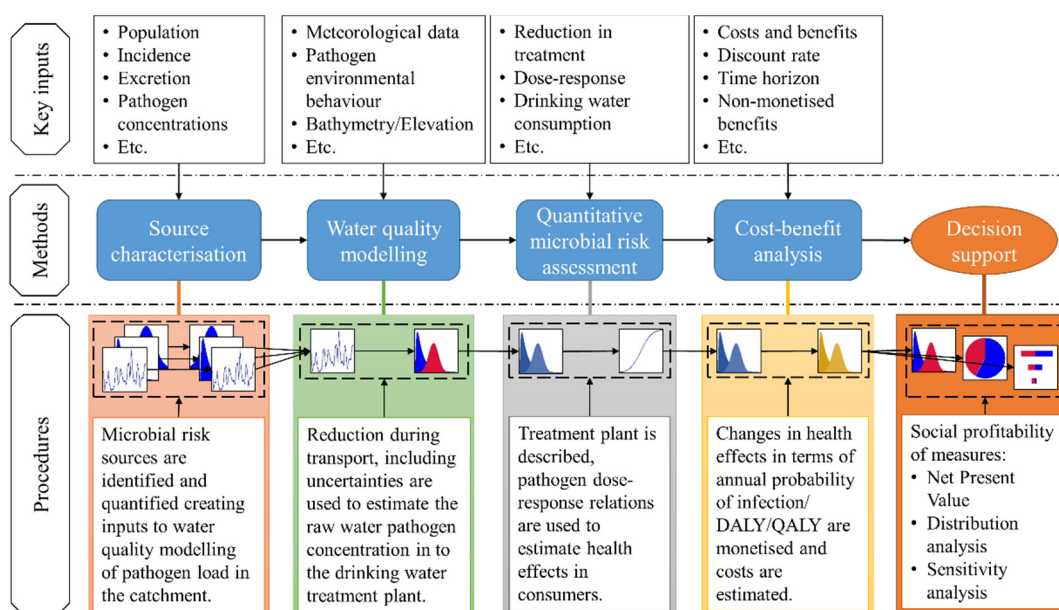 Key inputs
• Population
• Incidence
• Excretion
• Pathogen
concentrations
• Etc.
• Meteorological data
• Pathogen
environmental
behaviour
• Bathymetry/Elevation
• Etc.
• Reduction in
treatment
• Dose-response
• Drinking water
consumption
• Etc.
• Costs and benefits
• Discount rate
• Time horizon
• Non-monetised
benefits
• Etc.
Methods
Source
characterisation
Water quality
modelling
Quantitative
microbial risk
assessment
Cost-benefit
analysis
Decision
support
Procedures
Microbial risk
sources are
identified and
quantified creating
inputs to water
quality modelling
of pathogen load in
the catchment.
Reduction during
transport, including
uncertainties are
used to estimate the
raw water pathogen
concentration in to
the drinking water
treatment plant.
Treatment plant is
described,
pathogen dose-
response relations
are used to
estimate health
effects in
consumers.
Changes in health
effects in terms of
annual probability
of infection/
DALY/QALY are
monetised and
costs are
estimated.
Social profitability
of measures:
• Net Present
Value
• Distribution
analysis
• Sensitivity
analysis